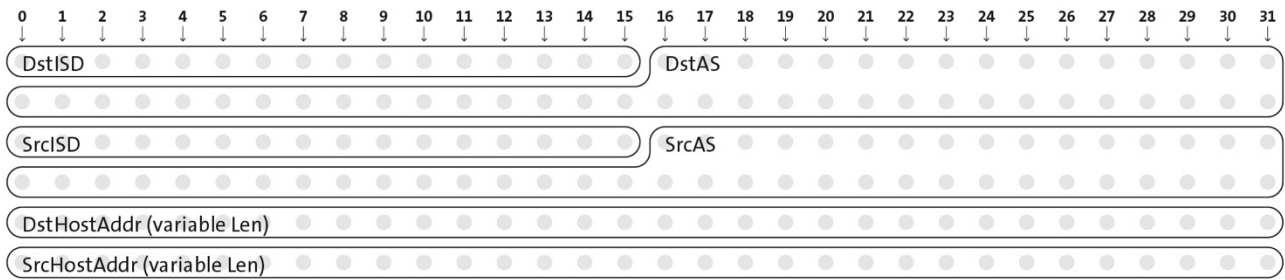 0 1 2 3 4 5 6 7 8 9 10 11 12 13 14 15 16 17 18 19 20 21 22 23 24 25 26 27 28 29 30 31
DstISD DstAS
SrcISD SrcAS
DstHostAddr (variable Len)
SrcHostAddr (variable Len)